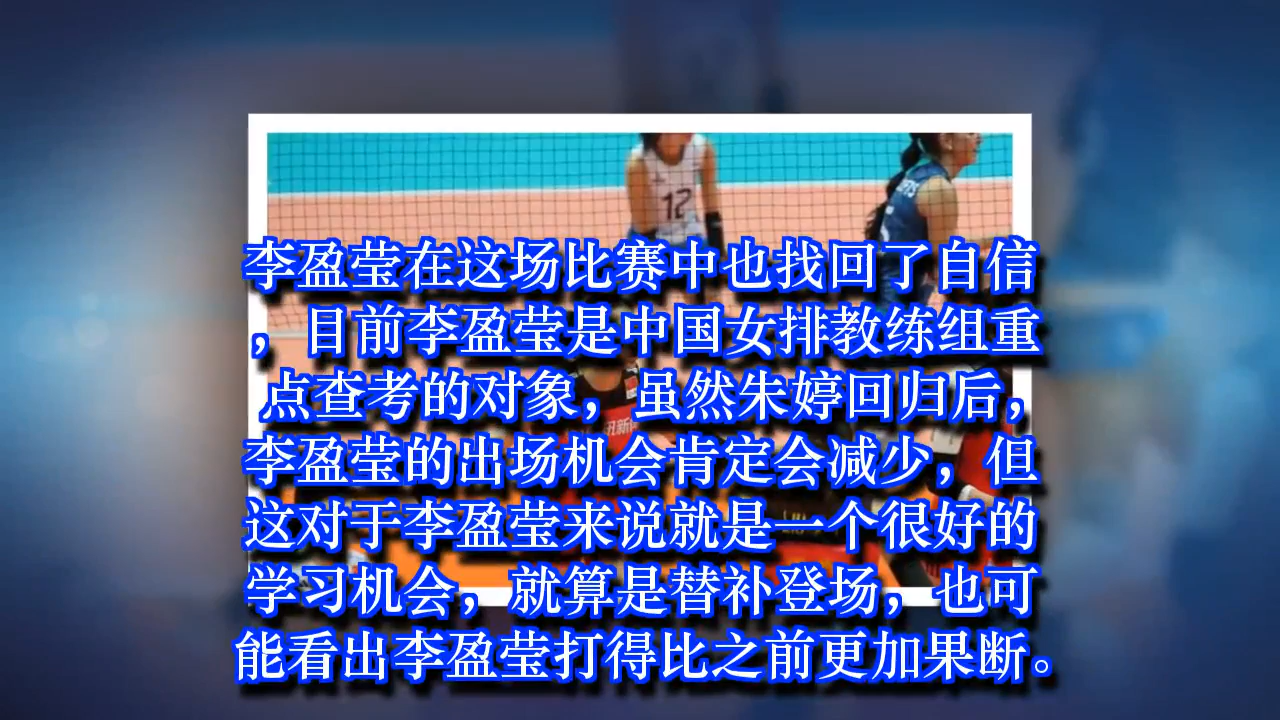 12
李盈莹在这场比赛中也找回了自信
，目前李盈莹是中国女排教练组重
点查考的对象，虽然朱婷回归后，
李盈莹的出场机会肯定会减少，但
这对于李盈莹来说就是一个很好的
学习机会，就算是替补登场，也可
能看出李盈莹打得比之前更加果断。